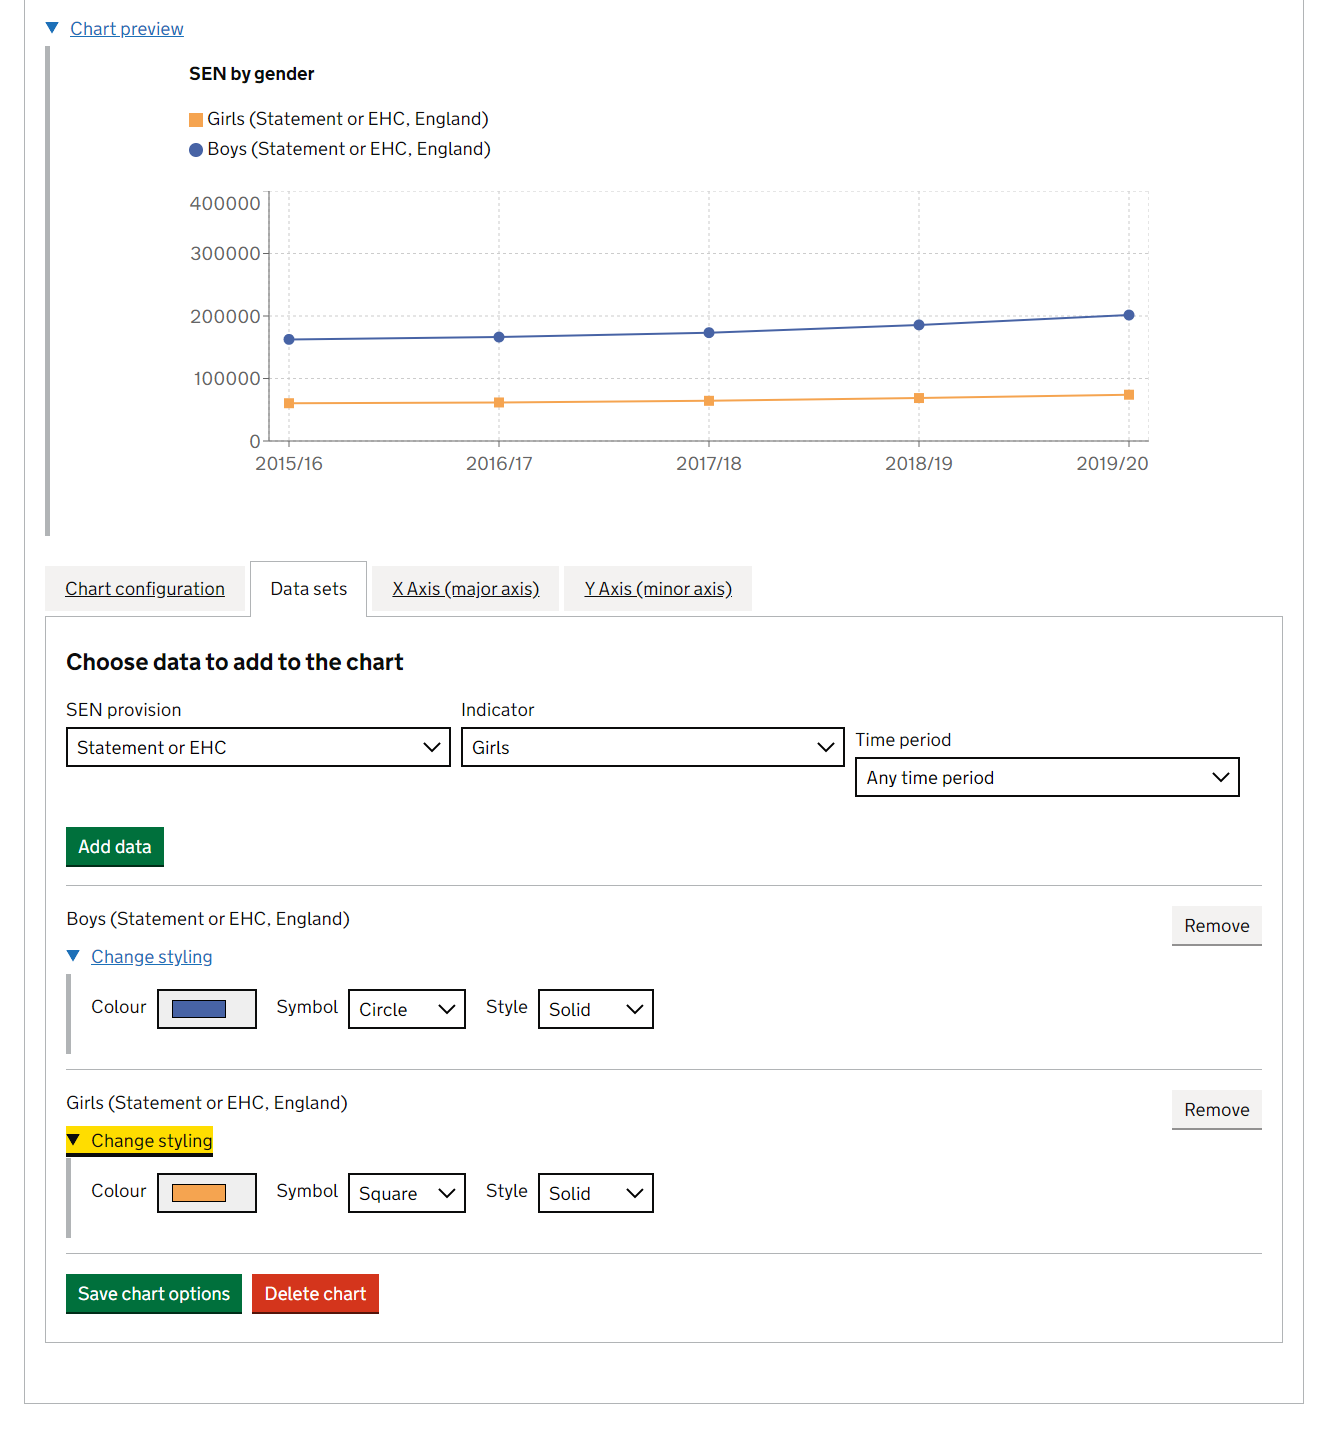 Chart preview
SEN by gender
Girls (Statement or EHC, England)
Boys (Statement or EHC, England)
400000
300000
200000
100000
0
2015/16 2016/17 2017/18 2018/19 2019/20
Chart configuration Data sets X Axis (major axis) Y Axis (minor axis)
Choose data to add to the chart
SEN provision Indicator
Time period
Statement or EHC Girls
Any time period
Add data
Boys (Statement or EHC, England)
Remove
Change styling
Colour Symbol Circle Style Solid
Girls (Statement or EHC, England)
Remove
Change styling
Colour Symbol Square Style Solid
Save chart options Delete chart